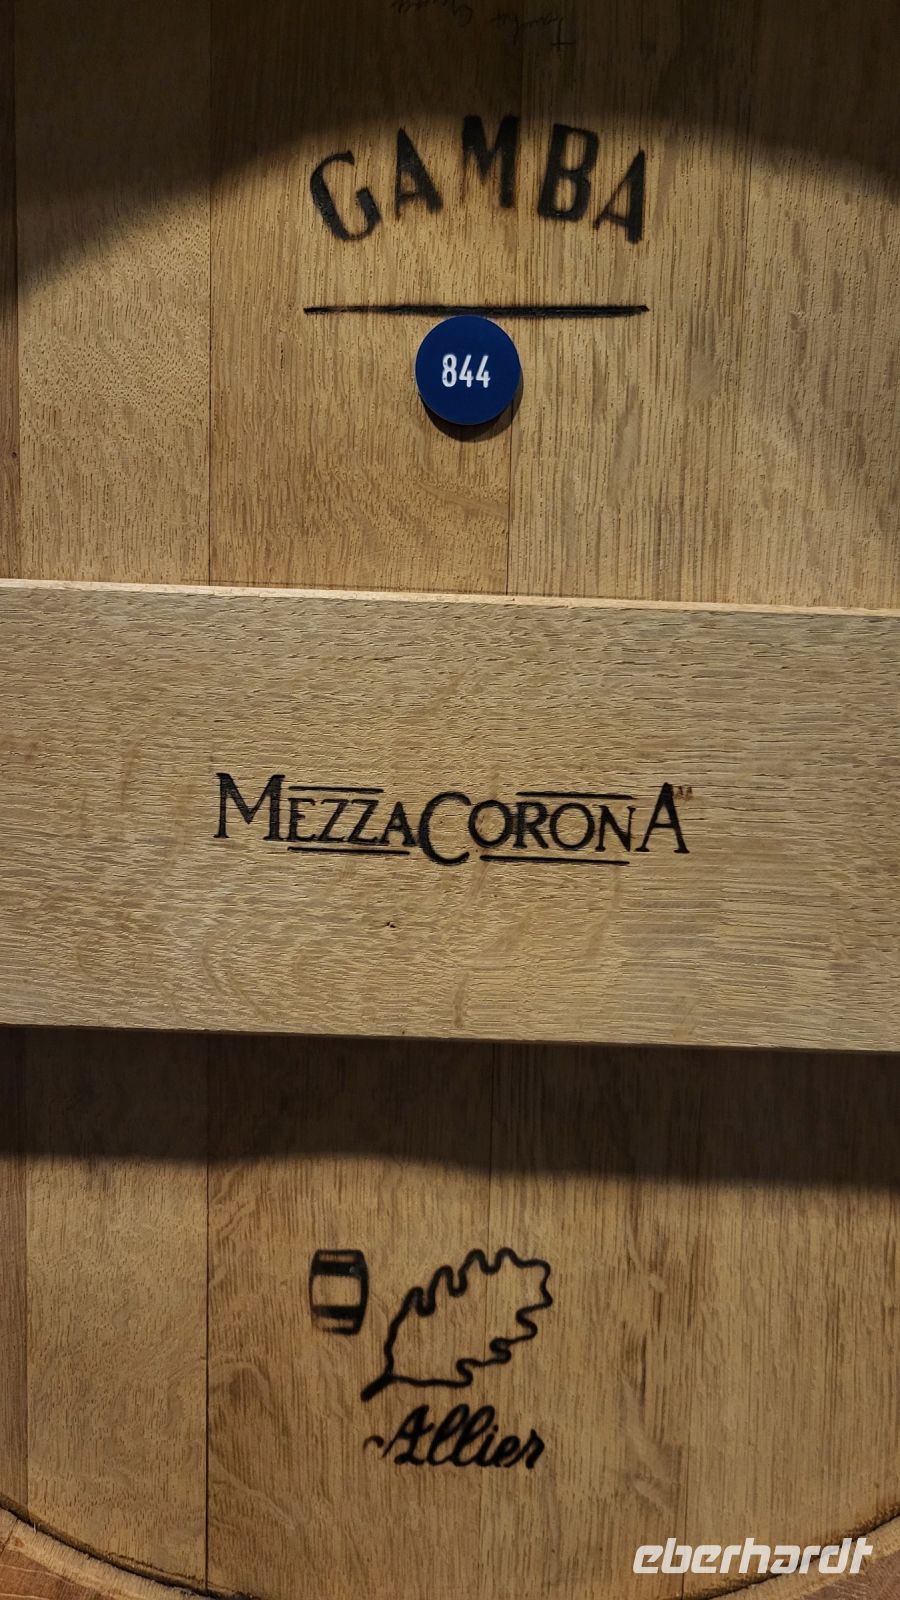 GAMBA
844
MEZZACORONA
Allier
eberhardt